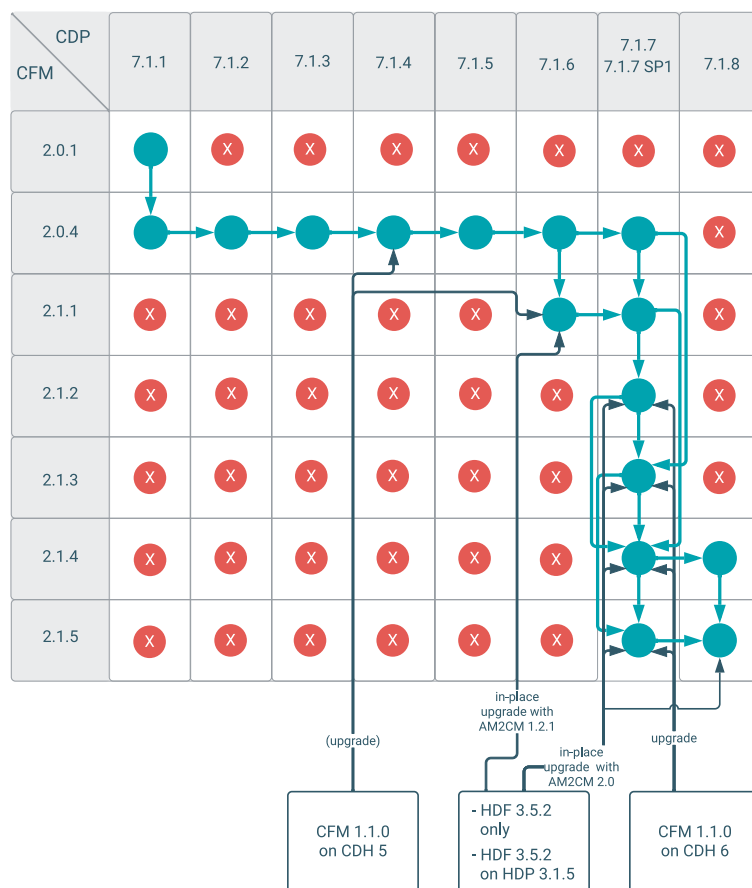 CDP
CFM
7.1.1
7.1.2
7.1.3
7.1.4
7.1.5
7.1.6
7.1.7
7.1.7 SP1
7.1.8
2.0.1
X X X X X X X
2.0.4
X
2.1.1
X X X X X X
2.1.2
X X X X X X X
2.1.3
X X X X X X X
2.1.4
X X X X X X
2.1.5
X X X X X X
in-place
upgrade with
AM2CM 1.2.1
(upgrade)
in-place
upgrade with
AM2CM 2.0
upgrade
CFM 1.1.0
on CDH 5
- HDF 3.5.2
only
- HDF 3.5.2
on HDP 3.1.5
CFM 1.1.0
on CDH 6